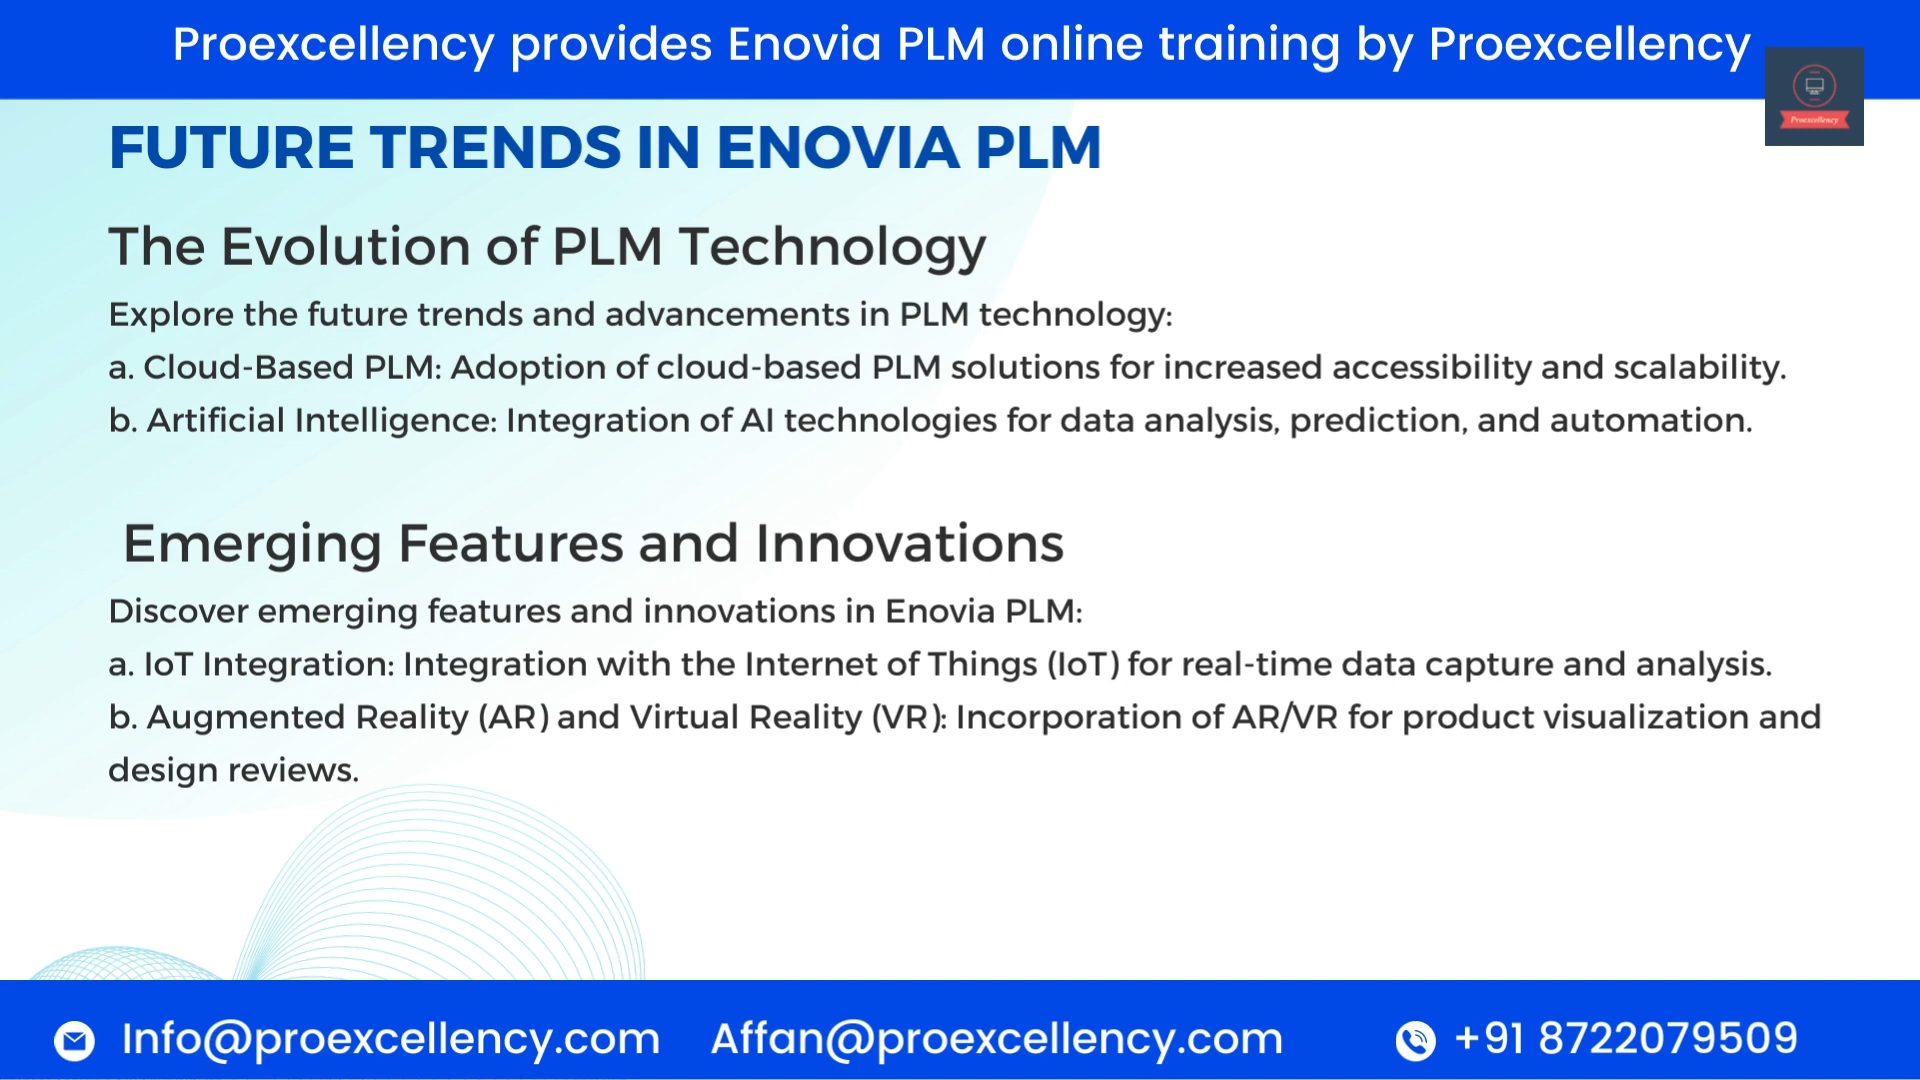 Proexcellency provides Enovia PLM online training by Proexcellency
Proexcellency
FUTURE TRENDS IN ENOVIA PLM
The Evolution of PLM Technology
Explore the future trends and advancements in PLM technology:
a. Cloud-Based PLM: Adoption of cloud-based PLM solutions for increased accessibility and scalability.
b. Artificial Intelligence: Integration of AI technologies for data analysis, prediction, and automation.
Emerging Features and Innovations
Discover emerging features and innovations in Enovia PLM:
a. IoT Integration: Integration with the Internet of Things (IoT) for real-time data capture and analysis.
b. Augmented Reality (AR) and Virtual Reality (VR): Incorporation of AR/VR for product visualization and
design reviews.
Info@proexcellency.com Affan@proexcellency.com +91 8722079509